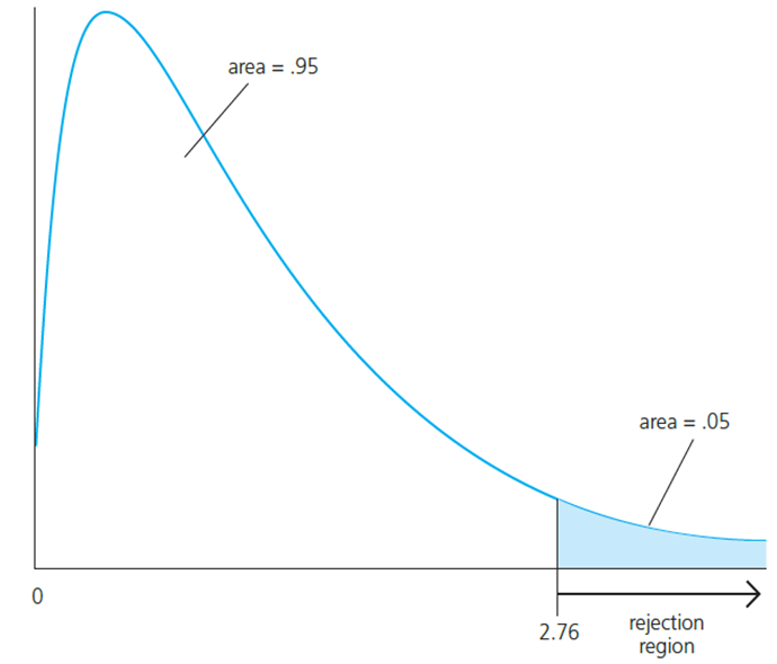 area = .95
area = .05
0
2.76
rejection
region